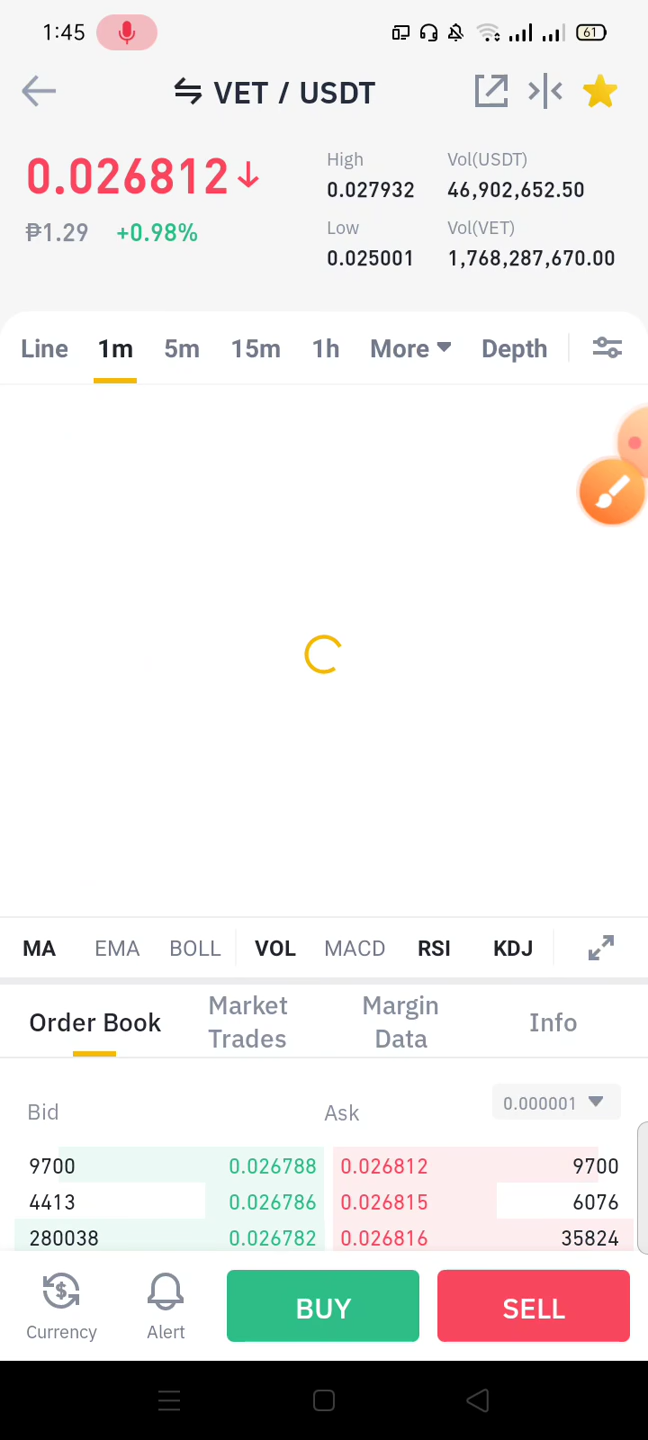 1:45 61
VET / USDT
0.026812↓
₱1.29 +0.98%
High
0.027932
Low
0.025001
Vol(USDT)
46,902,652.50
Vol(VET)
1,768,287,670.00
Line 1m 5m 15m 1h More Depth
MA EMA BOLL VOL MACD RSI KDJ
Order Book
Market
Trades
Margin
Data
Info
Bid Ask 0.000001
9700 0.026788 0.026812 9700
4413 0.026786 0.026815 6076
280038 0.026782 0.026816 35824
Currency
Alert
BUY
SELL